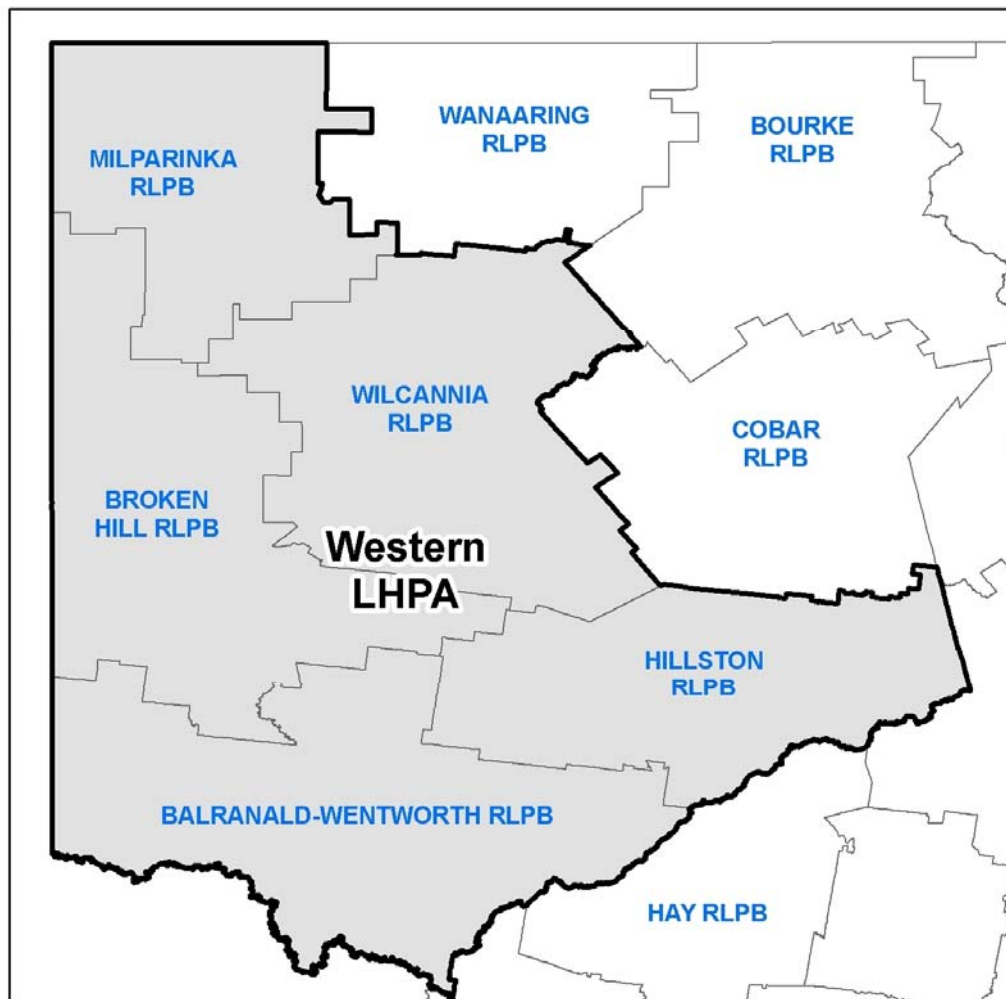 WANAARING
RLPB
BOURKE
RLPB
MILPARINKA
RLPB
WILCANNIA
RLPB
COBAR
RLPB
BROKEN
HILL RLPB
Western
LHPA
HILLSTON
RLPB
BALRANALD-WENTWORTH RLPB
HAY RLPB